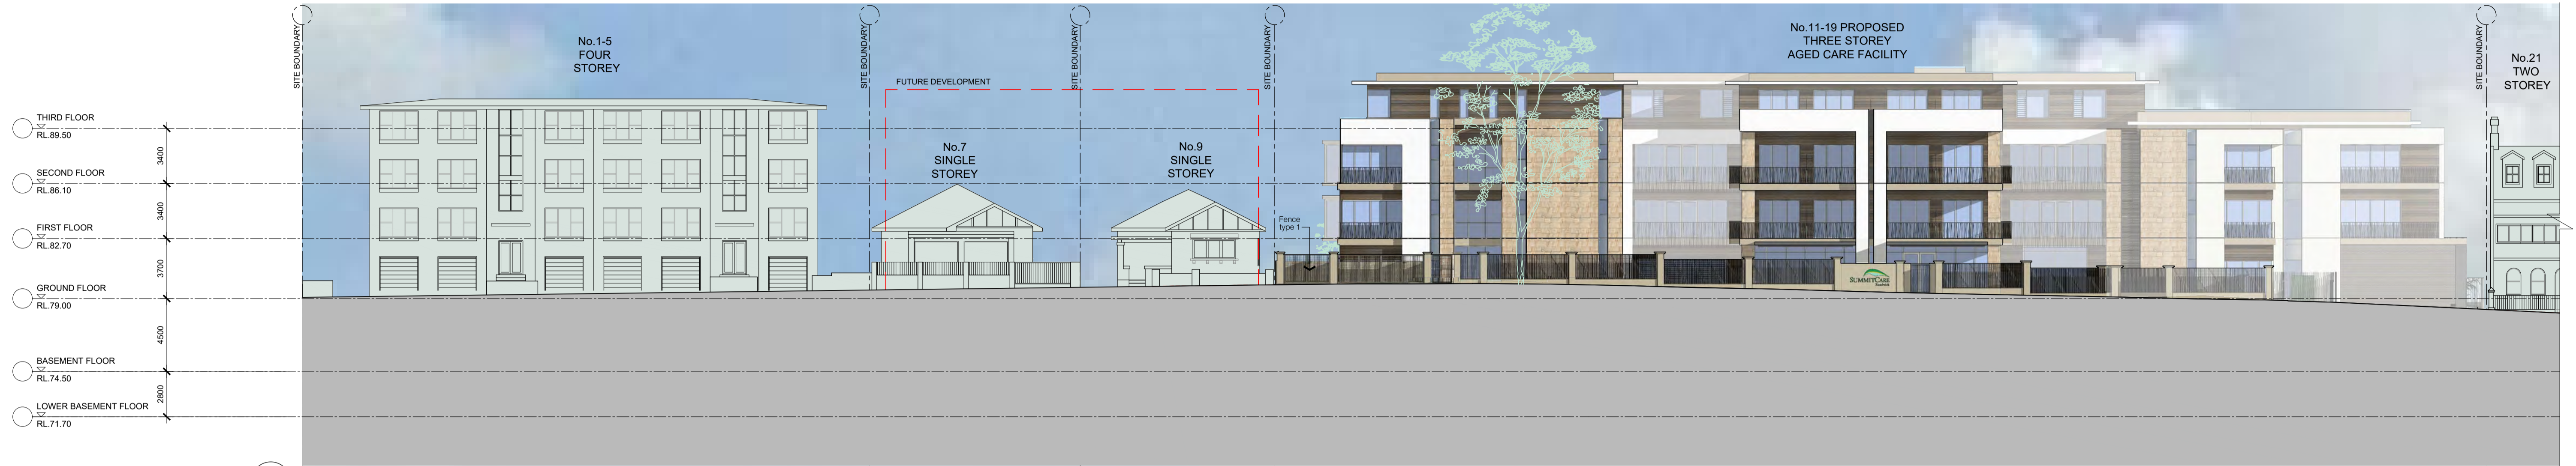 SITE BOUNDARY
No.1-5
FOUR
STOREY
SITE BOUNDARY
FUTURE DEVELOPMENT
SITE BOUNDARY
SITE BOUNDARY
No.11-19 PROPOSED
THREE STOREY
AGED CARE FACILITY
SITE BOUNDARY
No.21
TWO
STOREY
No.7
SINGLE
STOREY
No.9
SINGLE
STOREY
Fence
type 1
THIRD FLOOR
RL.89.50
3400
SECOND FLOOR
RL.86.10
3400
FIRST FLOOR
RL.82.70
3700
GROUND FLOOR
RL.79.00
4500
BASEMENT FLOOR
RL.74.50
2800
LOWER BASEMENT FLOOR
RL.71.70
SUMMITCARE